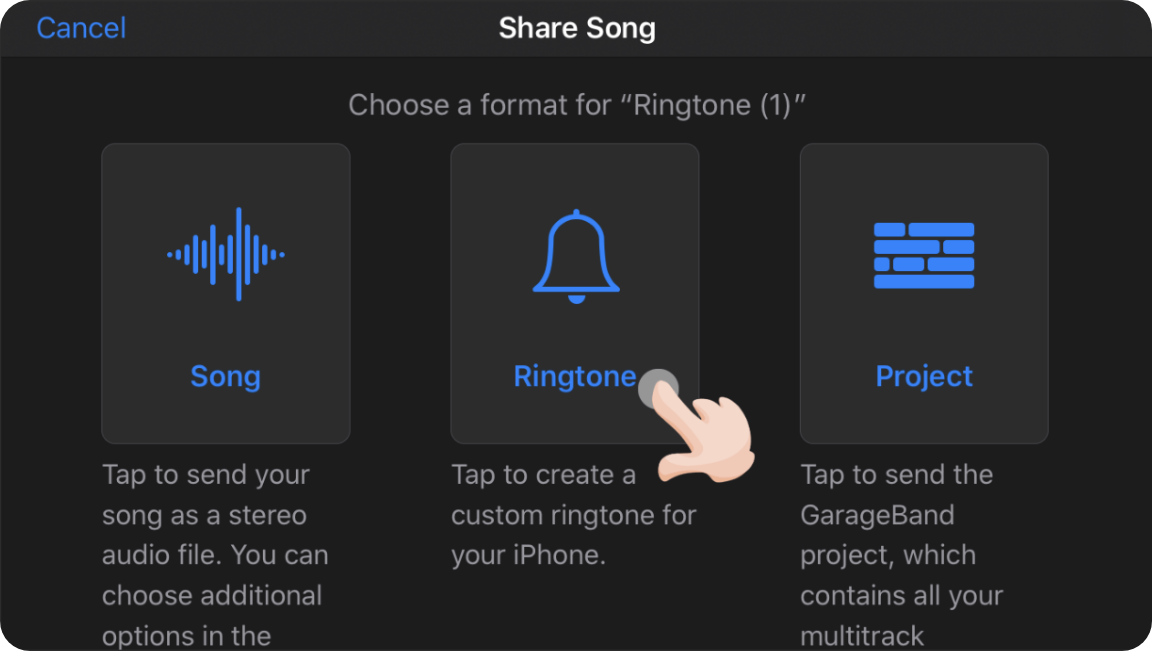 Cancel
Share Song
Choose a format for “Ringtone (1)”
Song
Tap to send your
song as a stereo
audio file. You can
choose additional
options in the
Ringtone
Tap to create a
custom ringtone for
your iPhone.
Project
Tap to send the
GarageBand
project, which
contains all your
multitrack